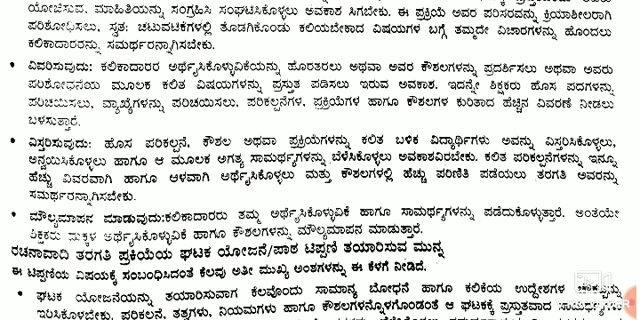 ಯೋಜಿಸುವ, ಮಾಹಿತಿಯನ್ನು ಸಂಗ್ರಹಿಸಿ ಸಂಘಟಿಸಿಕೊಳ್ಳಲು ಅವಕಾಶ ಸಿಗಬೇಕು. ಈ ಪ್ರಕ್ರಿಯೆ ಅವರ ಪರಿಸರವನ್ನು ಕ್ರಿಯಾಶೀಲರಾಗಿ
ಪರಿಶೋಧಿಸಲು, ಸ್ವತಃ ಚಟುವಟಿಕೆಗಳಲ್ಲಿ ತೊಡಗಿಕೊಂಡು ಕಲಿಯಬೇಕಾದ ವಿಷಯಗಳ ಬಗ್ಗೆ ತಮ್ಮದೇ ವಿಚಾರಗಳನ್ನು ಹೊಂದಲು
ಕಲಿಕಾದಾರರನ್ನು ಸಮರ್ಥರನ್ನಾಗಿಸಬೇಕು.
• ವಿವರಿಸುವುದು: ಕಲಿಕಾದಾರರ ಅರ್ಥೈಸಿಕೊಳ್ಳುವಿಕೆಯನ್ನು ಹೊರತರಲು ಅಥವಾ ಅವರ ಕೌಶಲಗಳನ್ನು ಪ್ರದರ್ಶಿಸಲು ಅಥವಾ ಅವರು
ಪರಿಶೋಧನೆಯ ಮೂಲಕ ಕಲಿತ ವಿಷಯಗಳನ್ನು ಪ್ರಸ್ತುತ ಪಡಿಸಲು ಇರುವ ಅವಕಾಶ. ಇದನ್ನೇ ಶಿಕ್ಷಕರು ಹೊಸ ಪದಗಳನ್ನು
ಪರಿಚಯಿಸಲು, ವ್ಯಾಖ್ಯೆಗಳನ್ನು ಪರಿಚಯಿಸಲು, ಪರಿಕಲ್ಪನೆಗಳ, ಪ್ರಕ್ರಿಯೆಗಳ ಹಾಗೂ ಕೌಶಲಗಳ ಕುರಿತಾದ ಹೆಚ್ಚಿನ ವಿವರಣೆ ನೀಡಲು
ಬಳಸುತ್ತಾರೆ.
• ವಿಸ್ತರಿಸುವುದು: ಹೊಸ ಪರಿಕಲ್ಪನೆ, ಕೌಶಲ ಅಥವಾ ಪ್ರಕ್ರಿಯೆಗಳನ್ನು ಕಲಿತ ಬಳಿಕ ವಿದ್ಯಾರ್ಥಿಗಳು ಅವನ್ನು ವಿಸ್ತರಿಸಿಕೊಳ್ಳಲು,
ಅನ್ವಯಿಸಿಕೊಳ್ಳಲು ಹಾಗೂ ಆ ಮೂಲಕ ಅಗತ್ಯ ಸಾಮರ್ಥ್ಯಗಳನ್ನು ಬೆಳೆಸಿಕೊಳ್ಳಲು ಅವಕಾಶವಿರಬೇಕು. ಕಲಿತ ಪರಿಕಲ್ಪನೆಗಳನ್ನು ಇನ್ನೂ
ಹೆಚ್ಚು ವಿವರವಾಗಿ ಹಾಗೂ ಆಳವಾಗಿ ಅರ್ಥೈಸಿಕೊಳ್ಳಲು ಮತ್ತು ಕೌಶಲಗಳಲ್ಲಿ ಹೆಚ್ಚು ಪರಿಣಿತಿ ಪಡೆಯಲು ತರಗತಿ ಅವರನ್ನು
ಸಮರ್ಥರನ್ನಾಗಿಸಬೇಕು.
• ಮೌಲ್ಯಮಾಪನ ಮಾಡುವುದು:ಕಲಿಕಾದಾರರು ತಮ್ಮ ಅರ್ಥೈಸಿಕೊಳ್ಳುವಿಕೆ ಹಾಗೂ ಸಾಮರ್ಥ್ಯಗಳನ್ನು ಪಡೆದುಕೊಳ್ಳುತ್ತಾರೆ. ಅಂತೆಯೇ
ಶಿಕ್ಷಕರು ಮಕ್ಕಳ ಅರ್ಥೈಸಿಕೊಳ್ಳುವಿಕೆ ಹಾಗೂ ಕೌಶಲಗಳನ್ನು ಮೌಲ್ಯಮಾಪನ ಮಾಡುತ್ತಾರೆ.
ರಚನಾವಾದಿ ತರಗತಿ ಪ್ರಕ್ರಿಯೆಯ ಘಟಕ ಯೋಜನೆ/ಪಾಠ ಟಿಪ್ಪಣಿ ತಯಾರಿಸುವ ಮುನ್ನ
ಈ ಟಿಪ್ಪಣಿಯ ವಿಷಯಕ್ಕೆ ಸಂಬಂಧಿಸಿದಂತೆ ಕೆಲವು ಅತೀ ಮುಖ್ಯ ಅಂಶಗಳನ್ನು ಈ ಕೆಳಗೆ ನೀಡಿದೆ.
• ಘಟಕ ಯೋಜನೆಯನ್ನು ತಯಾರಿಸುವಾಗ ಕೆಲವೊಂದು ಸಾಮಾನ್ಯ ಬೋಧನೆ ಹಾಗೂ ಕಲಿಕೆಯ ಉದ್ದೇಶಗಳ
ಇರಿಸಿಕೊಳಬೇಕು. ಪರಿಕಲನೆ, ತತ್ವಗಳು, ನಿಯಮಗಳು ಹಾಗೂ ಕೌಶಲಗಳನ್ನೊಳಗೊಂಡಂತೆ ಆ ಘಟಕಕ್ಕೆ ಪ್ರಸ್ತುತವಾದ